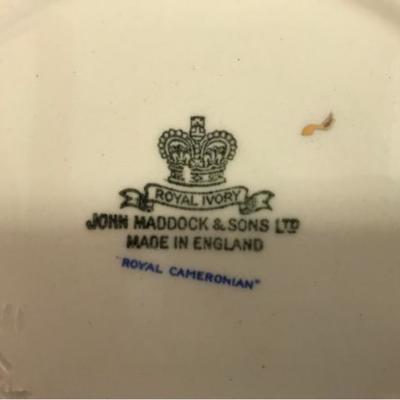 ROYAL IVORY
JOHN MADDOCK & SONS LTD
MADE IN ENGLAND
"ROYAL CAMERONIAN"